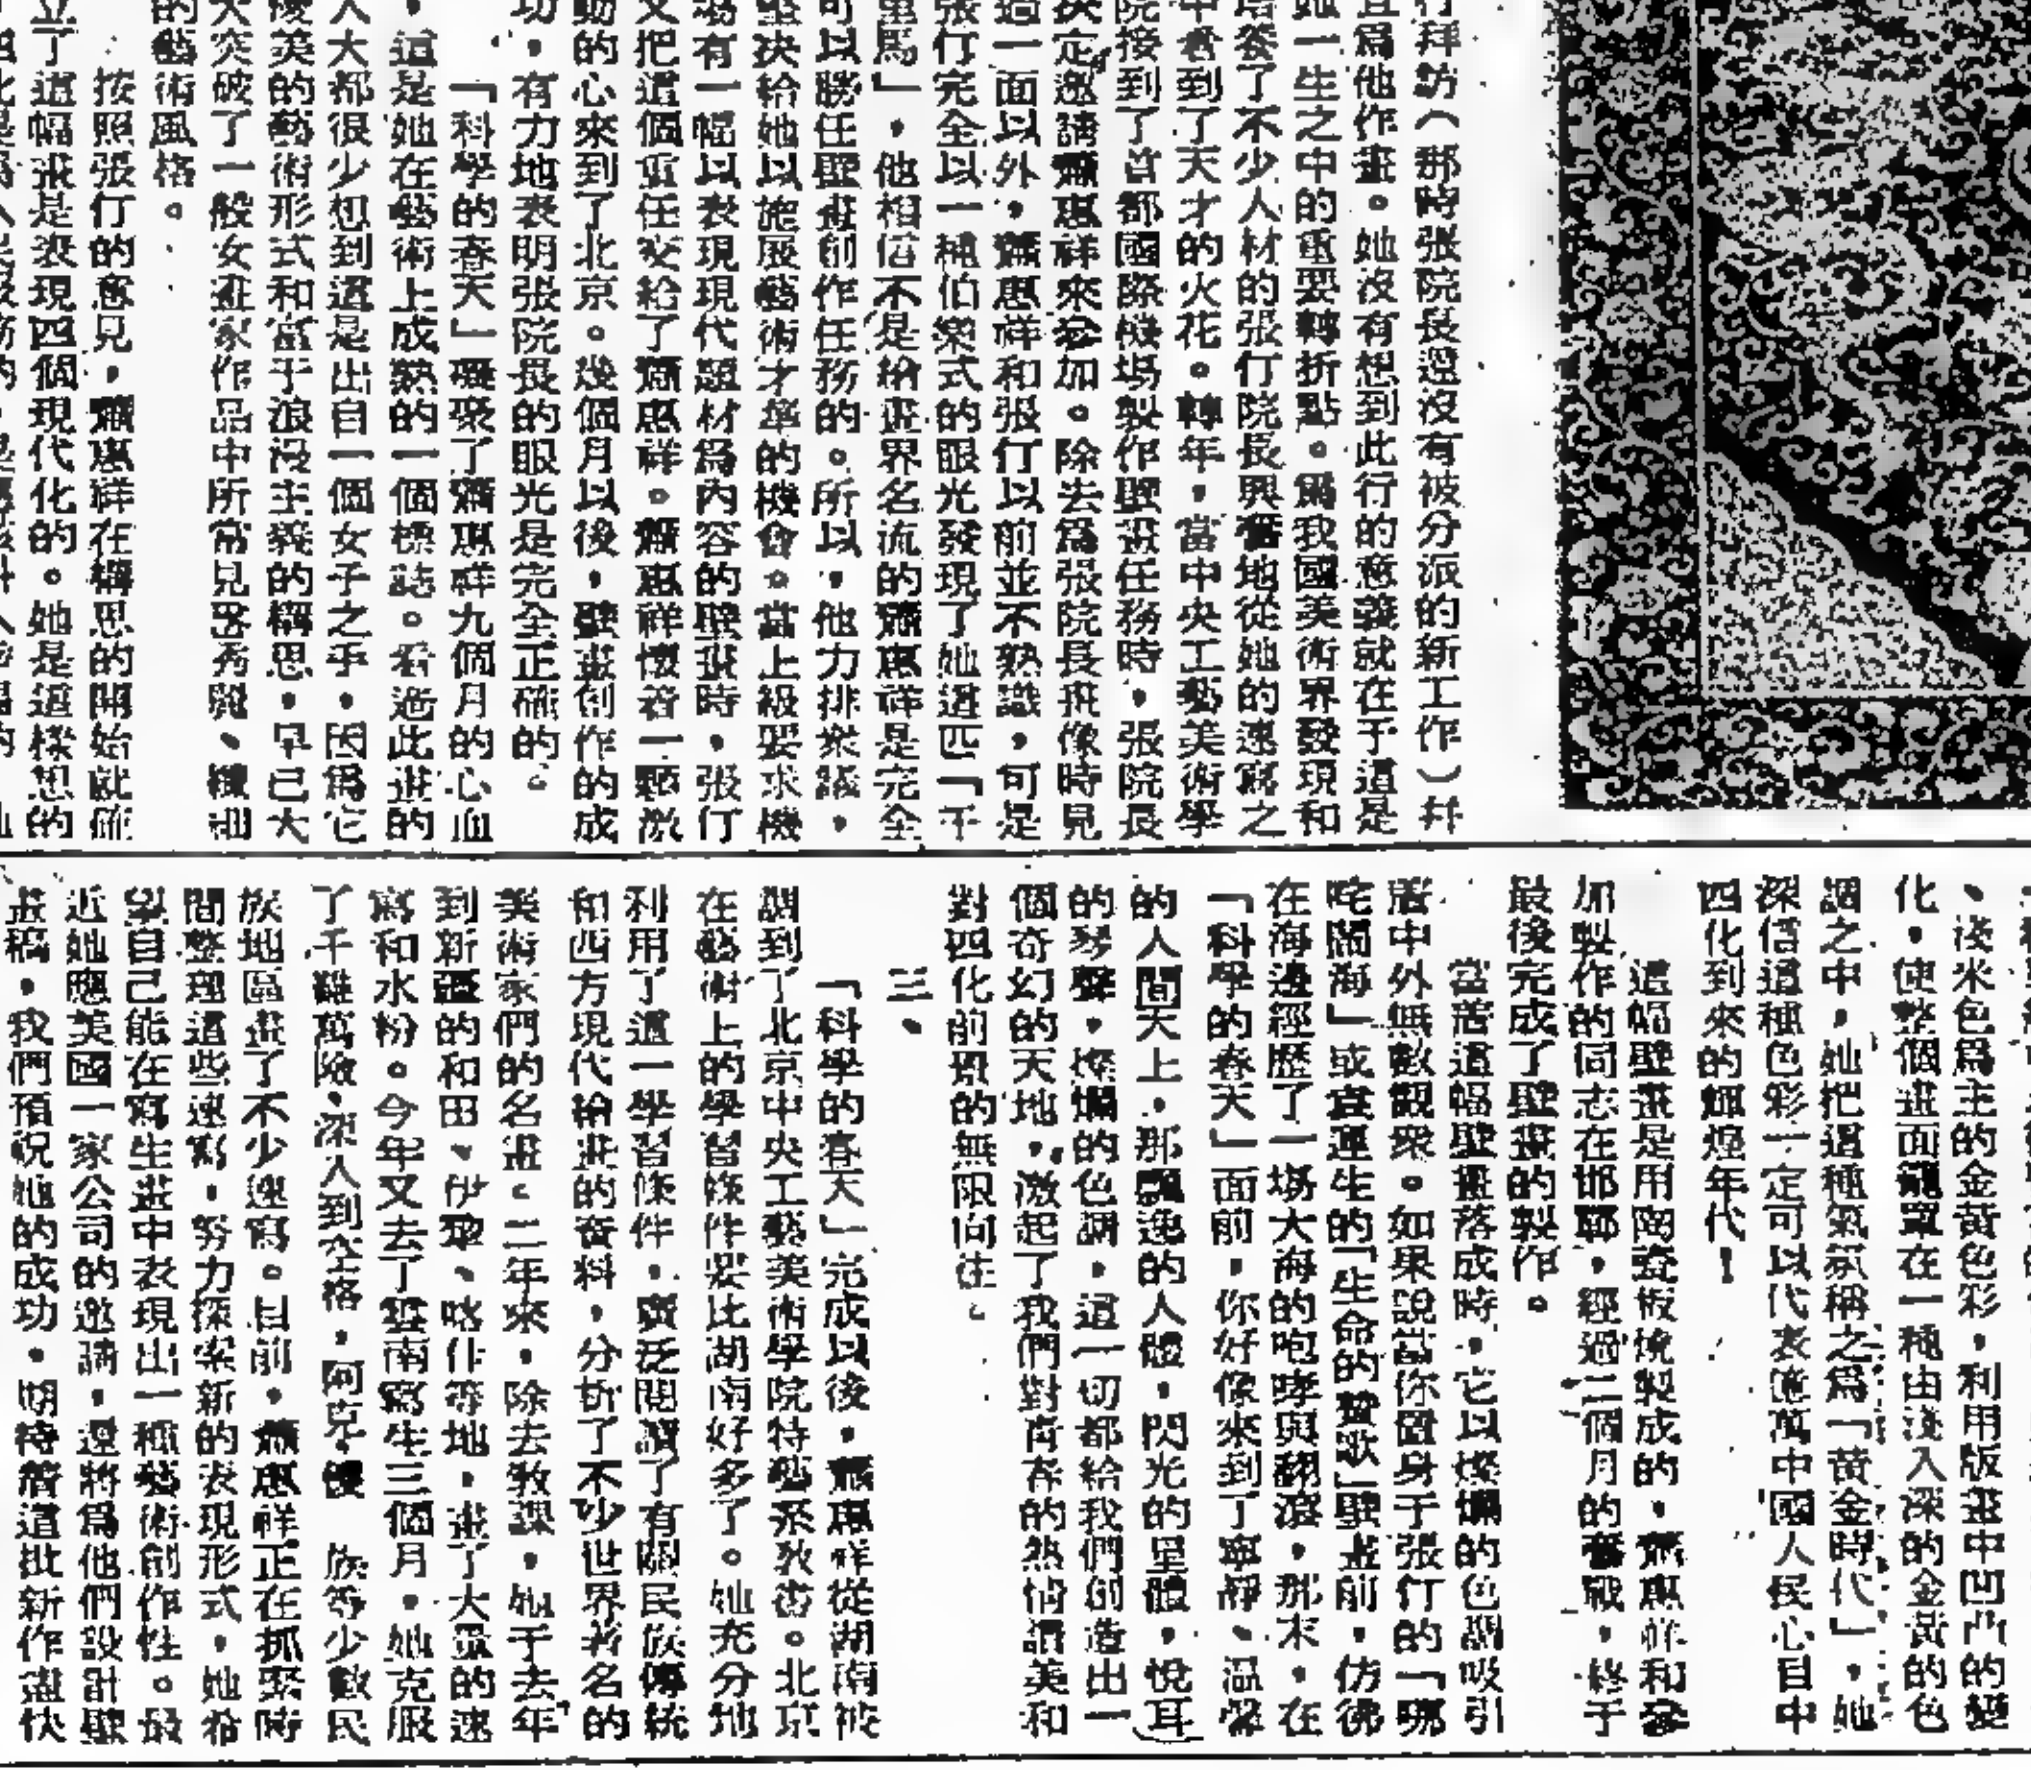 行拜訪（那時張院長還沒有被分派的新工作）并
且爲他作畫。她沒有想到此行的意義就在于這是
她一生之中的重要轉折點。爲我國美術界發現和
培養了不少人材的張仃院長興奮地從她的速寫之
中看到了天才的火花。轉年，當中央工藝美術學
院接到了首都國際機場製作壁畫任務時，張院長
決定邀請蕭惠祥來參加。除去爲張院長畫像時見
過一面以外，蕭惠祥和張仃以前並不熟識，可是
張仃完全以一種伯樂式的眼光發現了她這匹「千
里馬」，他相信不是繪畫界名流的蕭惠祥是完全
可以勝任壁畫創作任務的。所以，他力排衆議，
堅決給她以施展藝術才華的機會。當上級要求機
場有一幅以表現現代題材爲內容的壁畫時，張仃
又把這個重任交給了蕭惠祥。蕭惠祥懷着一顆激
動的心來到了北京。幾個月以後，壁畫創作的成
功，有力地表明張院長的眼光是完全正確的。
「科學的春天」凝聚了蕭惠祥九個月的心血
，這是她在藝術上成熟的一個標誌。看過此畫的
人大都很少想到這是出自一個女子之手，因爲它
優美的藝術形式和富于浪漫主義的構思，早已大
大突破了一般女畫家作品中所常見的秀麗、纖細
的藝術風格。
按照張仃的意見，蕭惠祥在構思的開始就確
立了這幅畫是表現四個現代化的。她是這樣想的
、淺米色爲主的金黃色彩，利用版畫中凹凸的變
化，使整個畫面籠罩在一種由淺入深的金黃的色
調之中，她把這種氣氛稱之爲「黃金時代」，她
深信這種色彩一定可以代表億萬中國人民心目中
四化到來的輝煌年代！
這幅壁畫是用陶瓷板燒製成的，蕭惠祥和參
加製作的同志在邯鄲，經過二個月的奮戰，終于
最後完成了壁畫的製作。
當着這幅壁畫落成時，它以燦爛的色調吸引
着中外無數觀衆。如果說當你置身于張仃的「哪
咤鬧海」或袁運生的「生命的贊歌」壁畫前，仿彿
在海邊經歷了一場大海的咆哮與翻滾，那末，在
「科學的春天」面前，你好像來到了寧靜、溫馨
的人間天上，那飄逸的人體，閃光的星體，悅耳
的琴聲，燦爛的色調，這一切都給我們創造出一
個奇幻的天地，激起了我們對青春的熱情讚美和
對四化前景的無限向往。
三、
「科學的春天」完成以後，蕭惠祥從湖南被
調到了北京中央工藝美術學院特藝系敎書。北京
在藝術上的學習條件要比湖南好多了。她充分地
利用了這一學習條件，廣泛閱讀了有關民族傳統
和西方現代繪畫的資料，分析了不少世界著名的
美術家們的名畫。二年來，除去敎課，她于去年
到新疆的和田、伊犂、喀什等地，畫了大量的速
寫和水粉。今年又去了雲南寫生三個月，她克服
了千難萬險、深入到空格，阿克、僾　族等少數民
族地區畫了不少速寫。目前，蕭惠祥正在抓緊時
間整理這些速寫，努力探索新的表現形式，她希
望自己能在寫生畫中表現出一種藝術創作性。最
近她應美國一家公司的邀請，還將爲他們設計壁
畫稿，我們預祝她的成功，期待着這批新作盡快